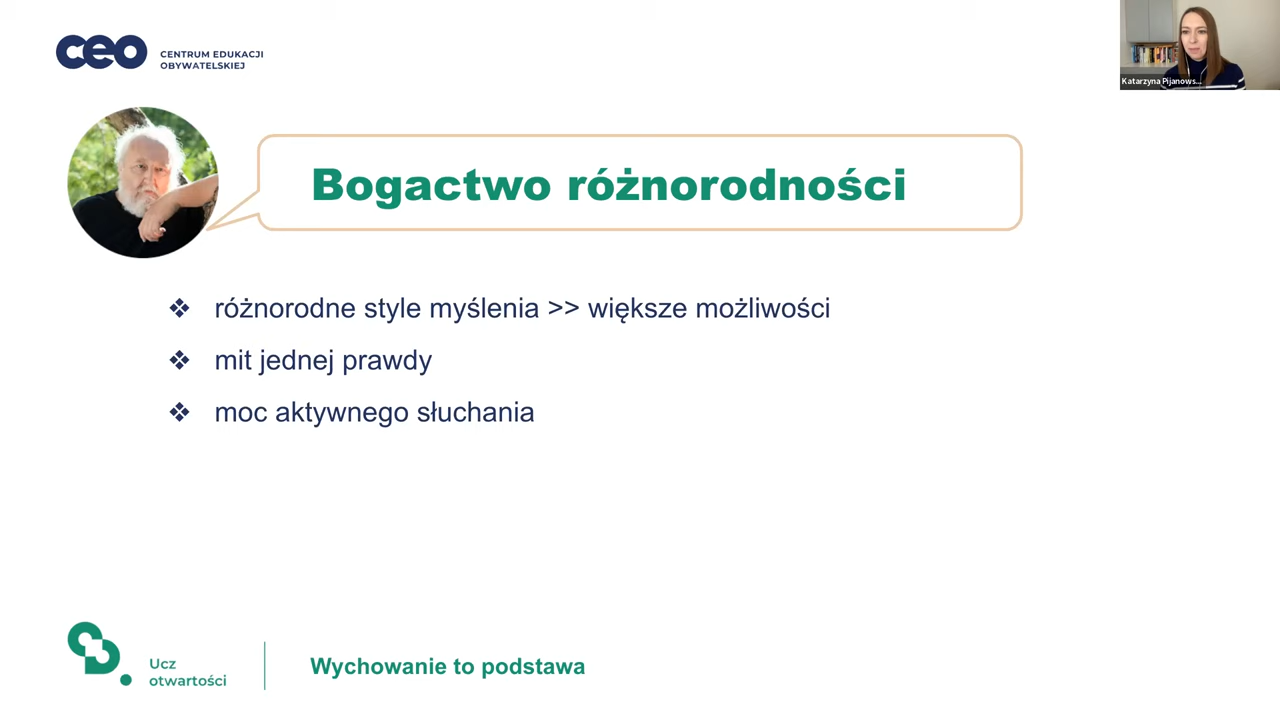 ceo
CENTRUM EDUKACJI
OBYWATELSKIEJ
Katarzyna Pijanows...
Bogactwo różnorodności
❖ różnorodne style myślenia >> większe możliwości
❖ mit jednej prawdy
❖ moc aktywnego słuchania
Ucz
otwartości
Wychowanie to podstawa